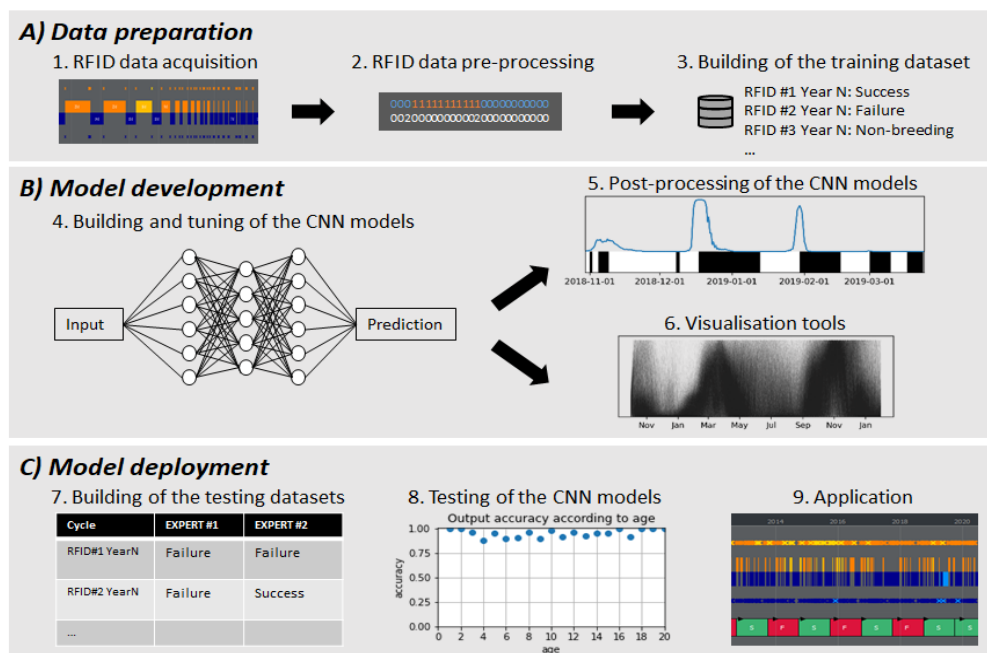 A) Data preparation
1. RFID data acquisition
2. RFID data pre-processing
3. Building of the training dataset
000111111111110000000000
002000000000020000000000
RFID #1 Year N: Success
RFID #2 Year N: Failure
RFID #3 Year N: Non-breeding
...
B) Model development
4. Building and tuning of the CNN models
Input
Prediction
5. Post-processing of the CNN models
2018-11-01 2018-12-01 2019-01-01 2019-02-01 2019-03-01
6. Visualisation tools
Nov Jan Mar May Jul Sep Nov Jan
C) Model deployment
7. Building of the testing datasets
Cycle EXPERT #1 EXPERT #2
RFID#1 YearN Failure Failure
RFID#2 YearN Failure Success
...
8. Testing of the CNN models
Output accuracy according to age
1.00
0.75
0.50
0.25
0.00
accuracy
0 2 4 6 8 10 12 14 16 18 20
age
9. Application
2014 2016 2018 2020
S F S F S F S S